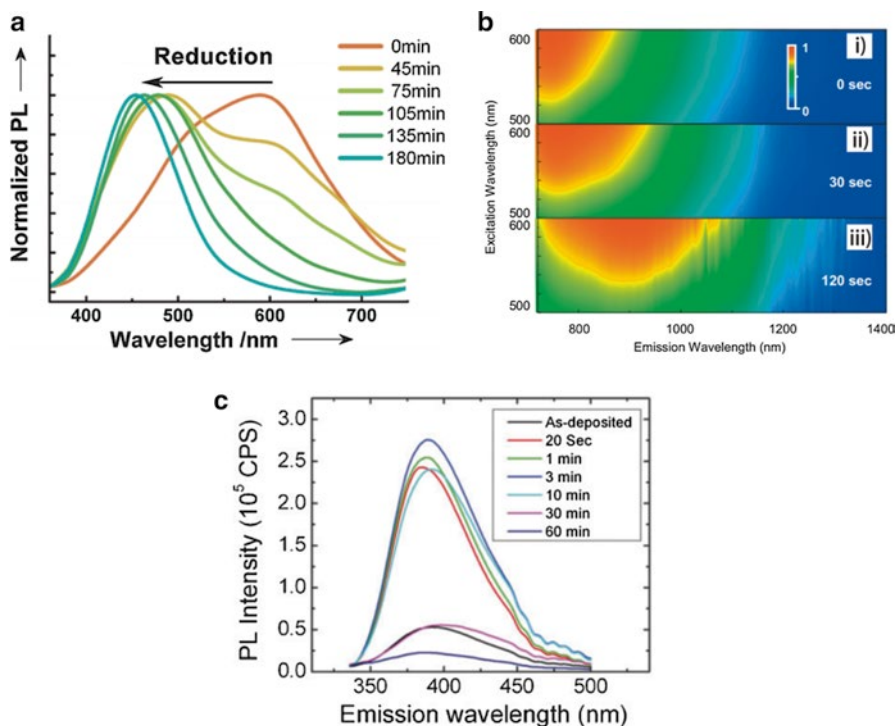 a
Normalized PL
Reduction
0min
45min
75min
105min
135min
180min
400
500
600
700
Wavelength /nm
b
Excitation Wavelength (nm)
600
500
600
500
600
500
1
0
i)
0 sec
ii)
30 sec
iii)
120 sec
800
1000
1200
1400
Emission Wavelength (nm)
c
PL Intensity (10⁵ CPS)
3.0
2.5
2.0
1.5
1.0
0.5
0.0
As-deposited
20 Sec
1 min
3 min
10 min
30 min
60 min
350
400
450
500
Emission wavelength (nm)